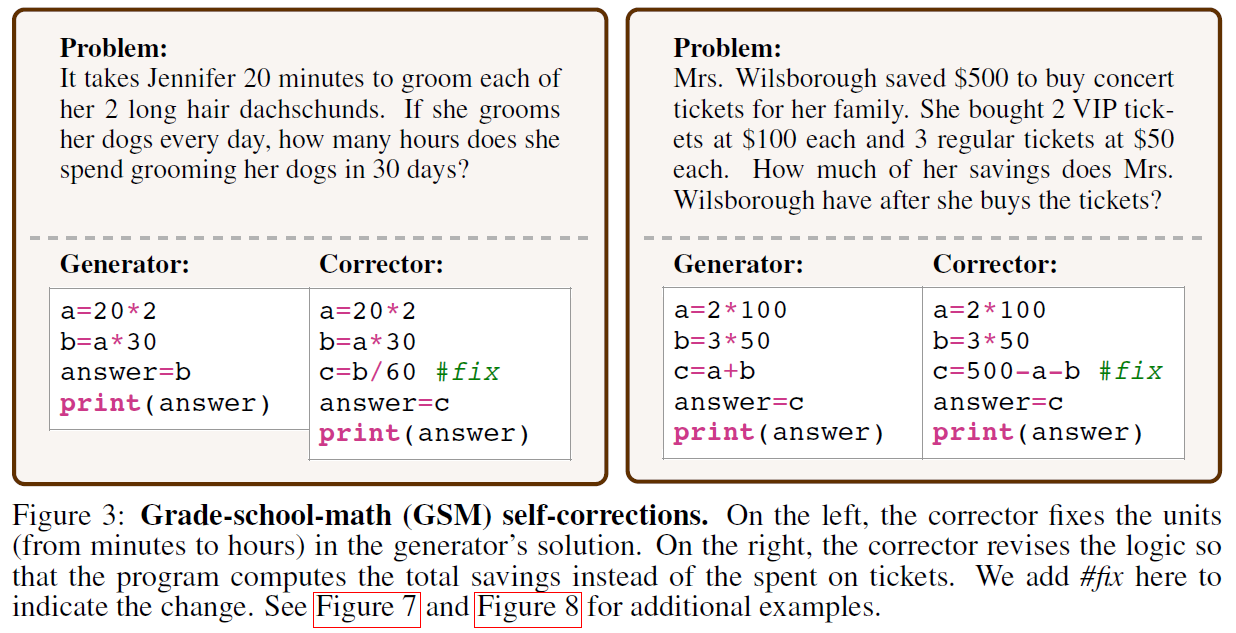 Problem:
It takes Jennifer 20 minutes to groom each of
her 2 long hair dachschunds. If she grooms
her dogs every day, how many hours does she
spend grooming her dogs in 30 days?
Generator:
a=20*2
b=a*30
answer=b
print(answer)
Corrector:
a=20*2
b=a*30
c=b/60 #fix
answer=c
print(answer)
Problem:
Mrs. Wilsborough saved $500 to buy concert
tickets for her family. She bought 2 VIP tick-
ets at $100 each and 3 regular tickets at $50
each. How much of her savings does Mrs.
Wilsborough have after she buys the tickets?
Generator:
a=2*100
b=3*50
c=a+b
answer=c
print(answer)
Corrector:
a=2*100
b=3*50
c=500-a-b #fix
answer=c
print(answer)
Figure 3: Grade-school-math (GSM) self-corrections. On the left, the corrector fixes the units
(from minutes to hours) in the generator's solution. On the right, the corrector revises the logic so
that the program computes the total savings instead of the spent on tickets. We add #fix here to
indicate the change. See Figure 7 and Figure 8 for additional examples.